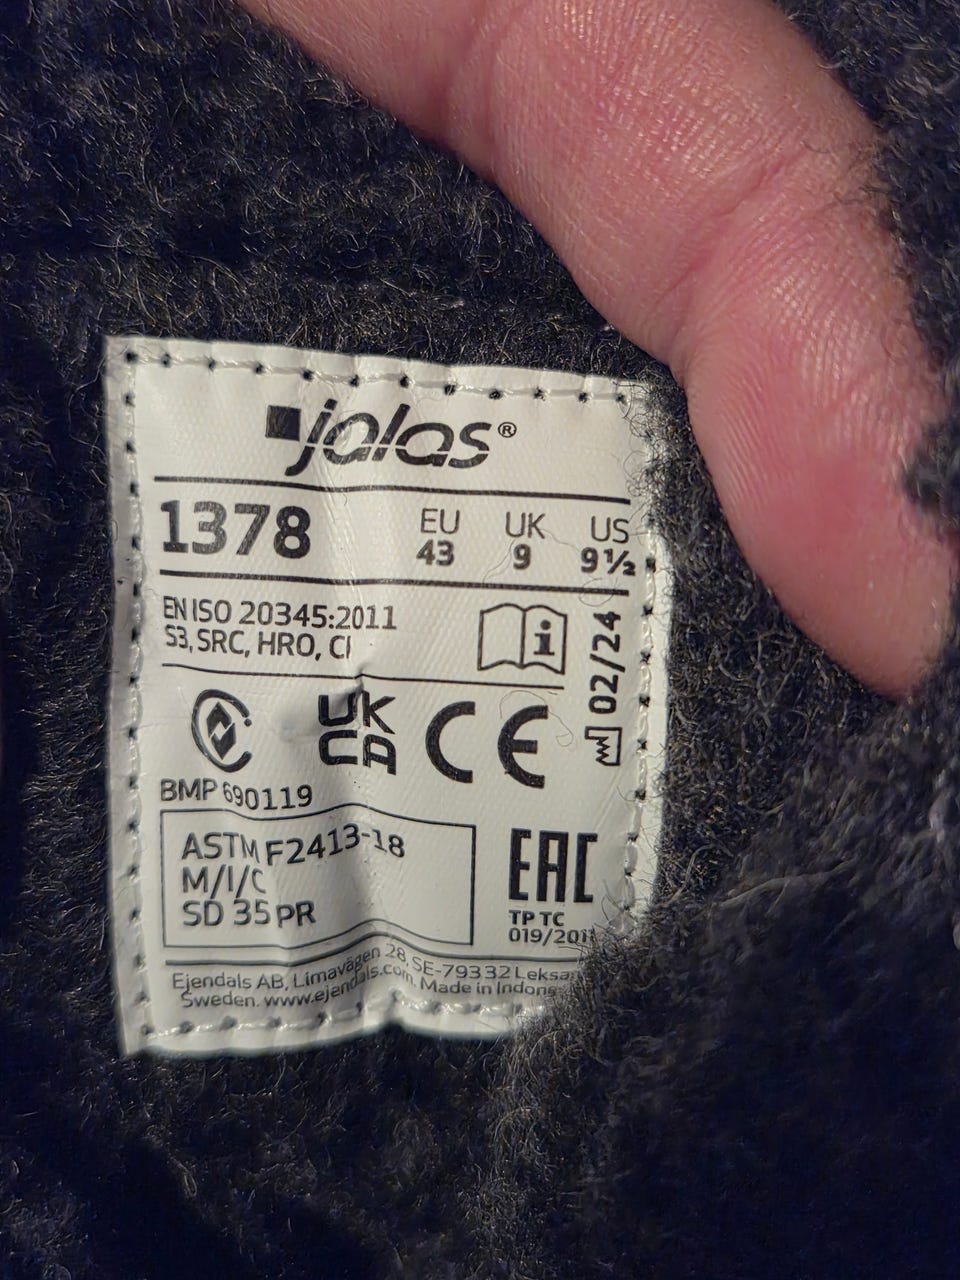 jalas®
1378 EU UK US
43 9 9½
EN ISO 20345:2011
S3, SRC, HRO, CI
i
02/24
UK
CA CE
BMP 690119
ASTM F2413-18
M/I/C
SD 35 PR
EAC
TP TC
019/2011
Ejendals AB, Limavägen 28, SE-79332
Sweden. www.ejendals.com. Made in